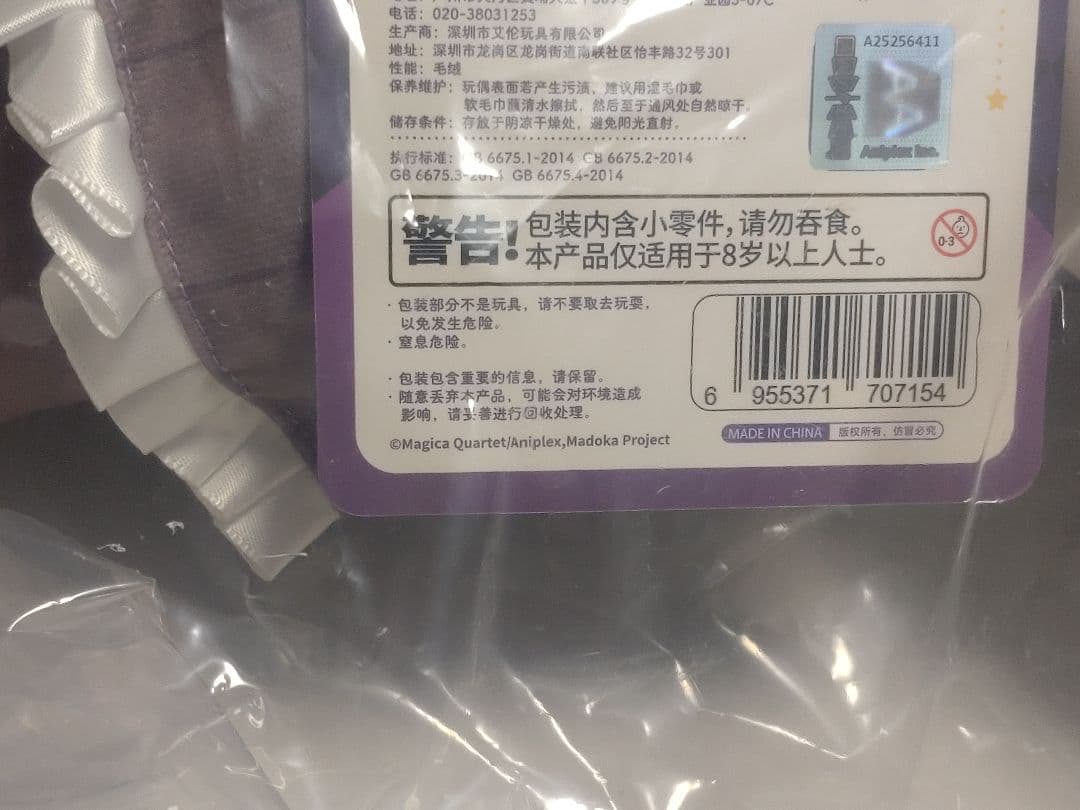 电话：020-38031253
生产商：深圳市艾伦玩具有限公司
地址：深圳市龙岗区龙岗街道南联社区怡丰路32号301
性能：毛绒
保养维护：玩偶表面若产生污渍，建议用湿毛巾或
软毛巾蘸清水擦拭，然后至于通风处自然晾干。
储存条件：存放于阴凉干燥处，避免阳光直射。
执行标准：GB 6675.1-2014 GB 6675.2-2014
GB 6675.3-2014 GB 6675.4-2014
A25256411
Aniplex Inc.
警告！包装内含小零件，请勿吞食。
本产品仅适用于8岁以上人士。
0-3
· 包装部分不是玩具，请不要取去玩耍，
以免发生危险。
· 窒息危险。
· 包装包含重要的信息，请保留。
· 随意丢弃本产品，可能会对环境造成
影响，请妥善进行回收处理。
©Magica Quartet/Aniplex,Madoka Project
6 955371 707154
MADE IN CHINA 版权所有，仿冒必究